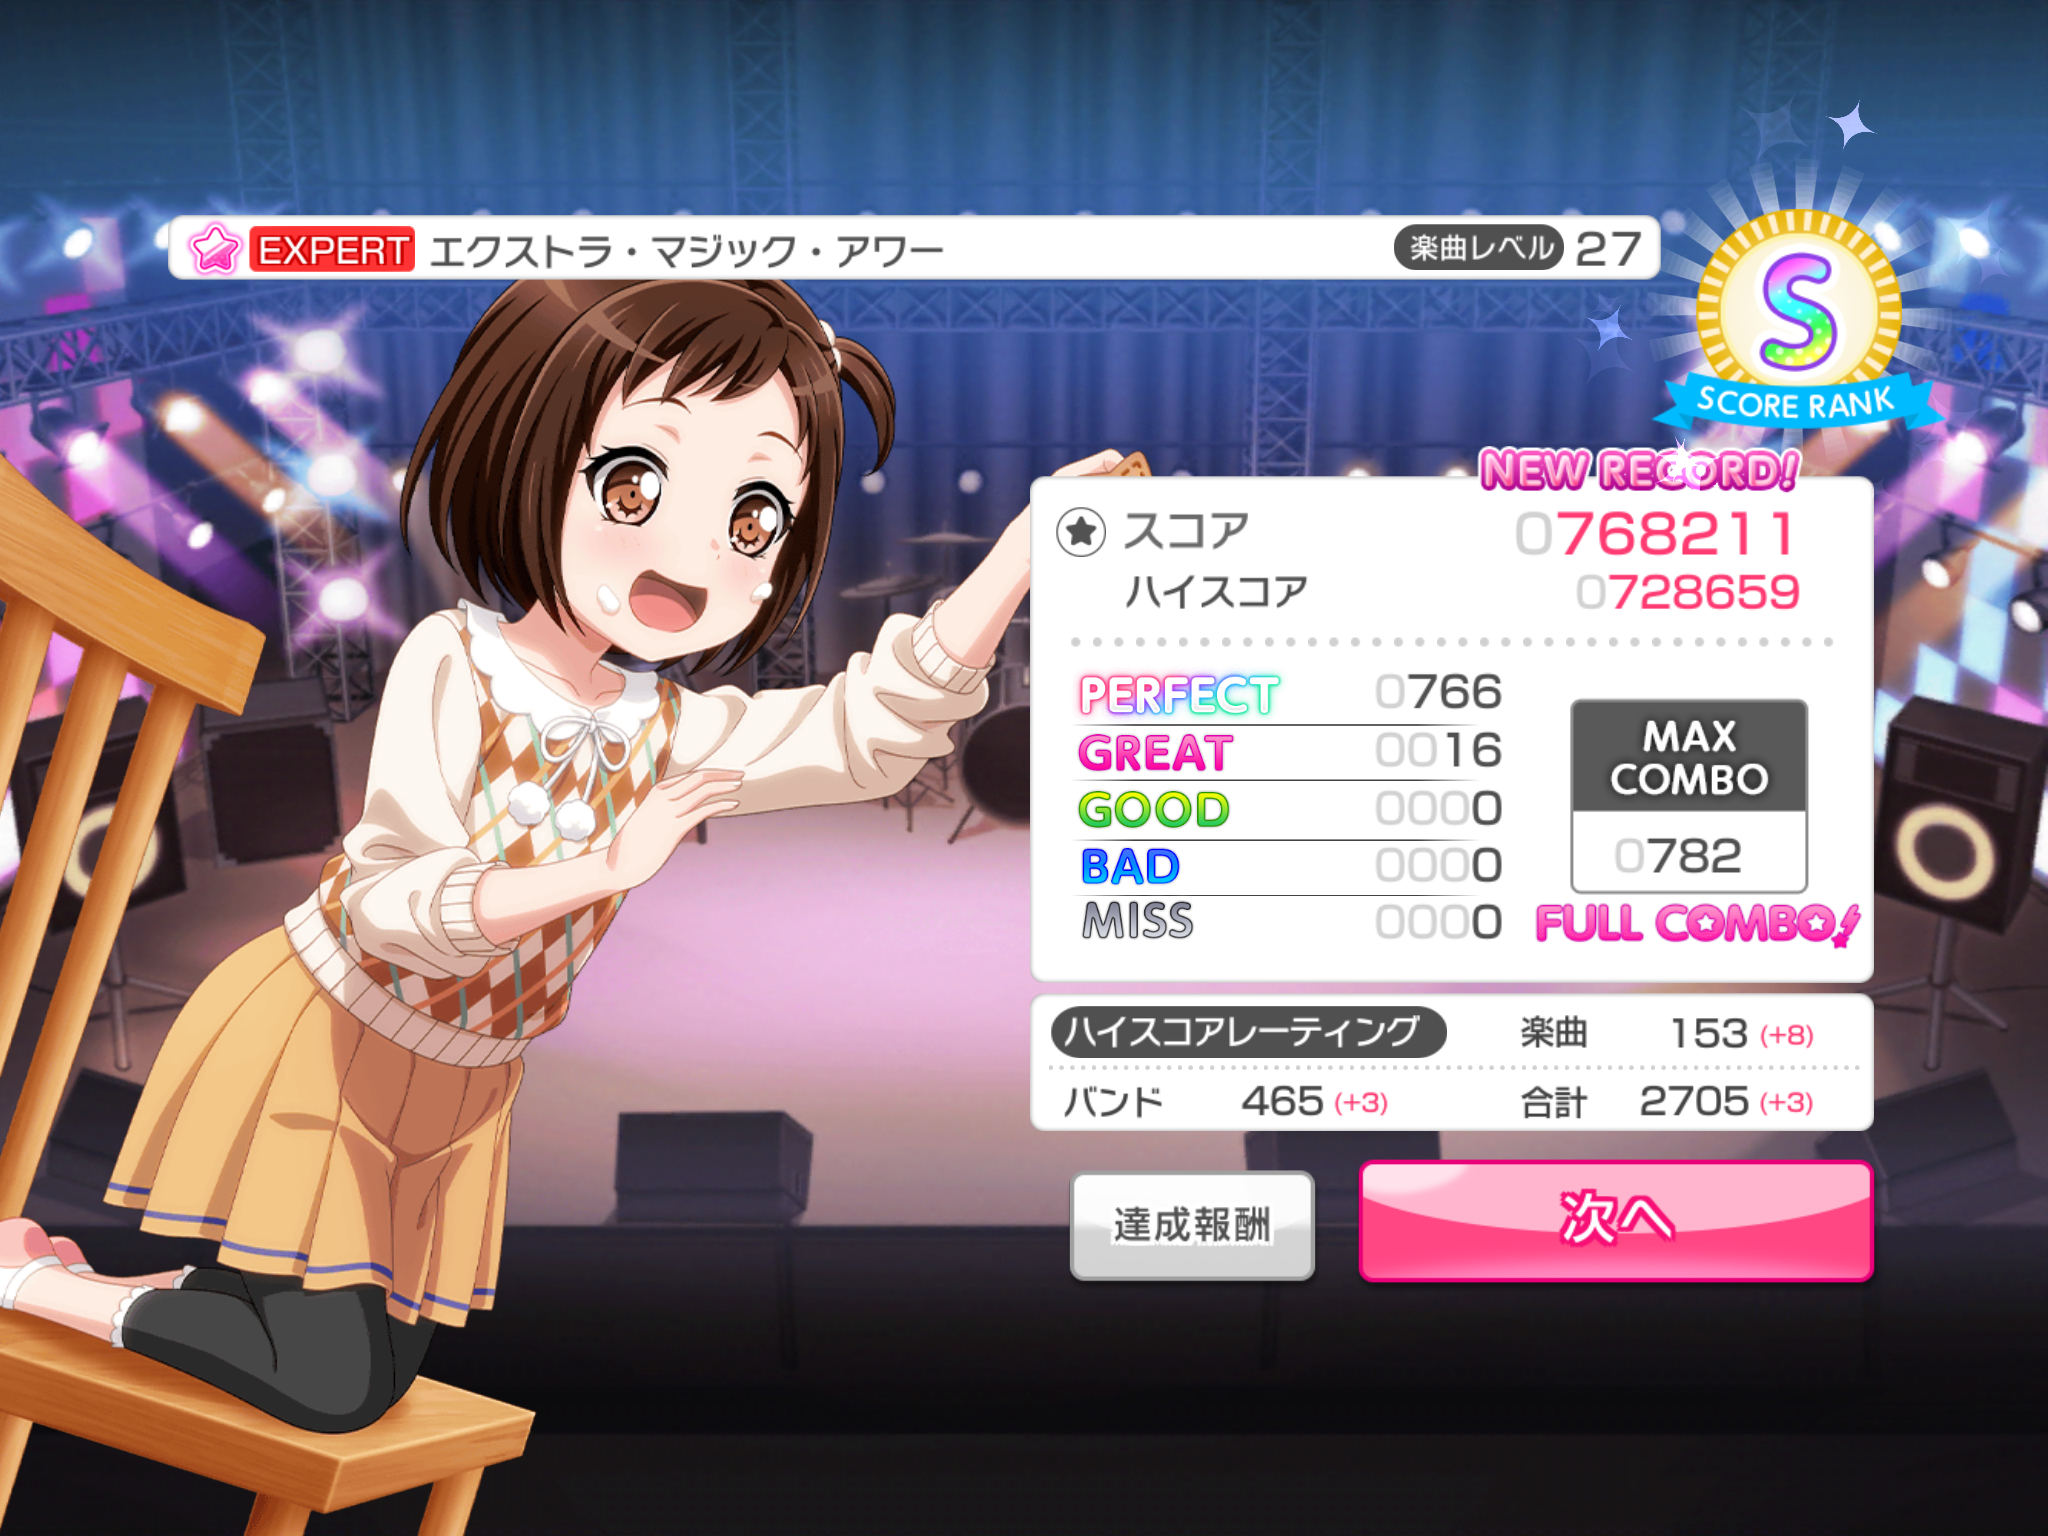 EXPERT エクストラ・マジック・アワー 楽曲レベル 27
S
SCORE RANK
NEW RECORD!
スコア 0768211
ハイスコア 0728659
PERFECT 0766
GREAT 0016
GOOD 0000
BAD 0000
MISS 0000
MAX
COMBO
0782
FULL COMBO!
ハイスコアレーティング 楽曲 153 (+8)
バンド 465 (+3) 合計 2705 (+3)
達成報酬 次へ